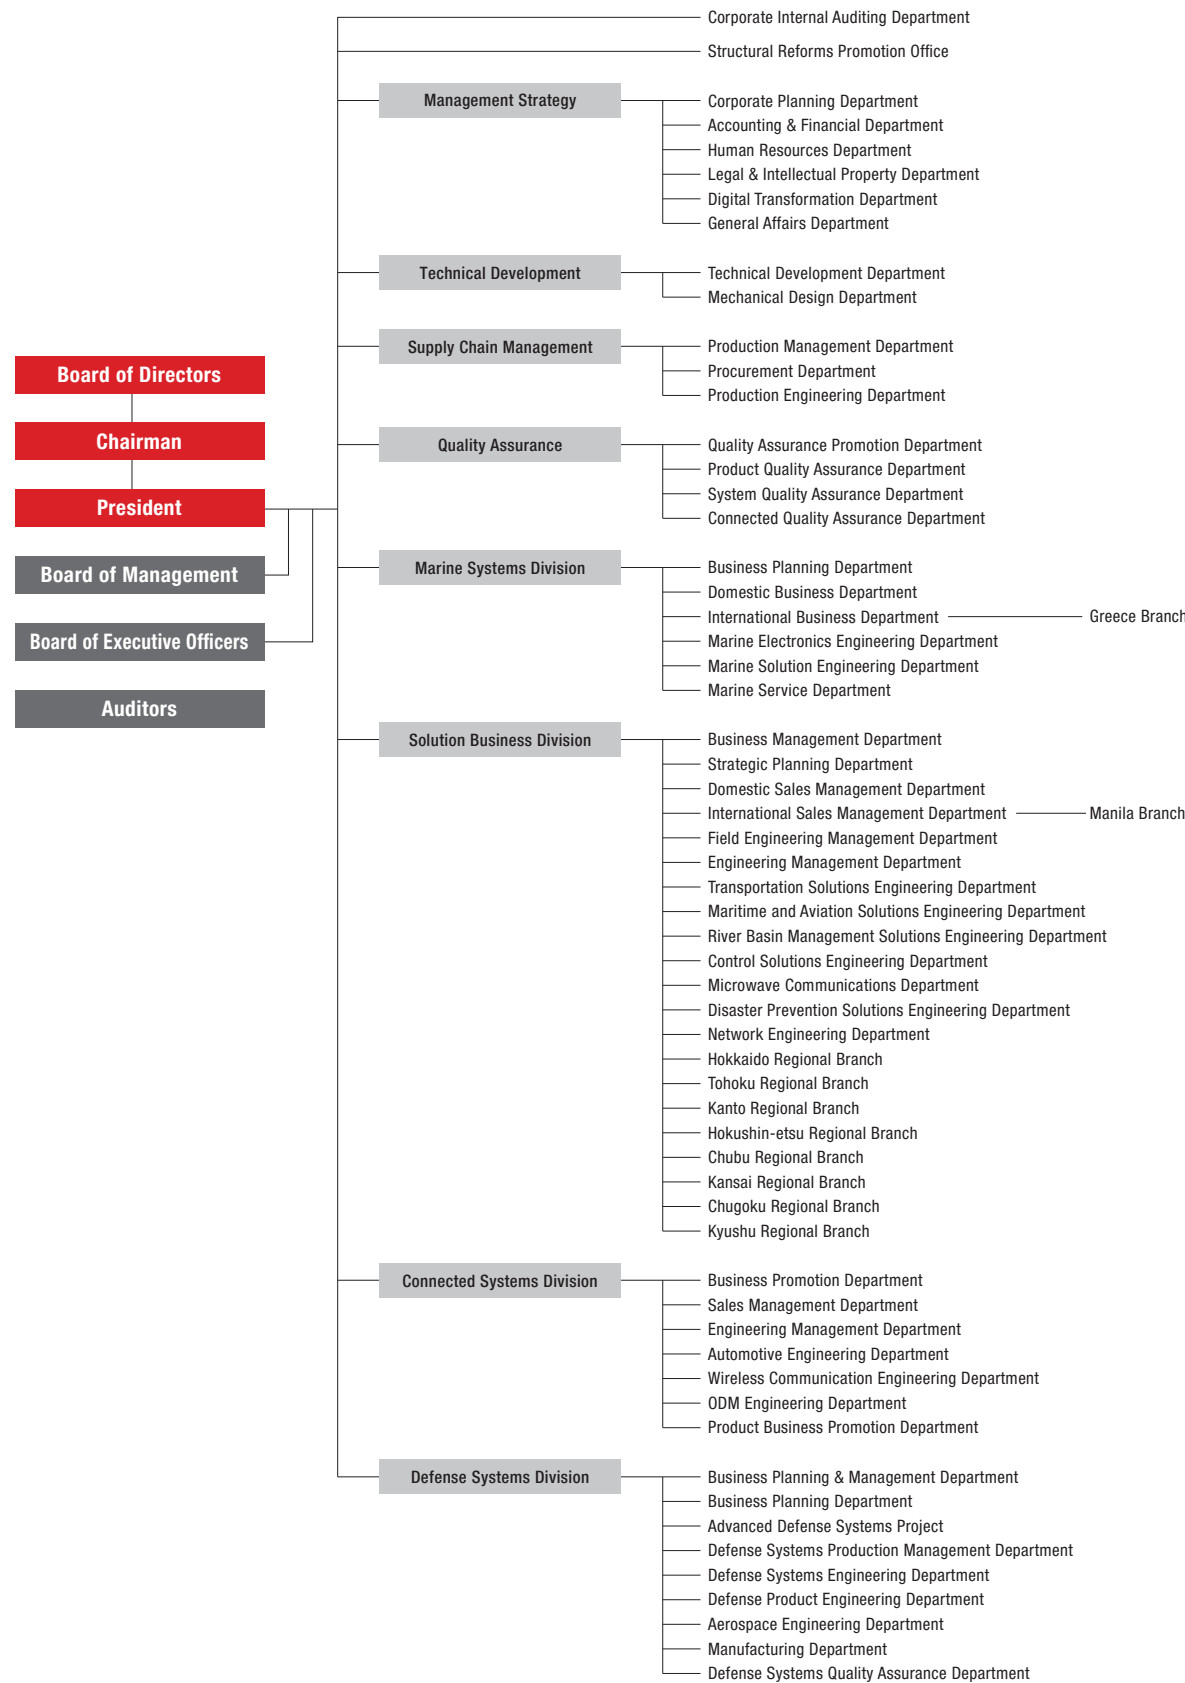 Board of Directors
Chairman
President
Board of Management
Board of Executive Officers
Auditors
Corporate Internal Auditing Department
Structural Reforms Promotion Office
Management Strategy
Corporate Planning Department
Accounting & Financial Department
Human Resources Department
Legal & Intellectual Property Department
Digital Transformation Department
General Affairs Department
Technical Development
Technical Development Department
Mechanical Design Department
Supply Chain Management
Production Management Department
Procurement Department
Production Engineering Department
Quality Assurance
Quality Assurance Promotion Department
Product Quality Assurance Department
System Quality Assurance Department
Connected Quality Assurance Department
Marine Systems Division
Business Planning Department
Domestic Business Department
International Business Department
Greece Branch
Marine Electronics Engineering Department
Marine Solution Engineering Department
Marine Service Department
Solution Business Division
Business Management Department
Strategic Planning Department
Domestic Sales Management Department
International Sales Management Department
Manila Branch
Field Engineering Management Department
Engineering Management Department
Transportation Solutions Engineering Department
Maritime and Aviation Solutions Engineering Department
River Basin Management Solutions Engineering Department
Control Solutions Engineering Department
Microwave Communications Department
Disaster Prevention Solutions Engineering Department
Network Engineering Department
Hokkaido Regional Branch
Tohoku Regional Branch
Kanto Regional Branch
Hokushin-etsu Regional Branch
Chubu Regional Branch
Kansai Regional Branch
Chugoku Regional Branch
Kyushu Regional Branch
Connected Systems Division
Business Promotion Department
Sales Management Department
Engineering Management Department
Automotive Engineering Department
Wireless Communication Engineering Department
ODM Engineering Department
Product Business Promotion Department
Defense Systems Division
Business Planning & Management Department
Business Planning Department
Advanced Defense Systems Project
Defense Systems Production Management Department
Defense Systems Engineering Department
Defense Product Engineering Department
Aerospace Engineering Department
Manufacturing Department
Defense Systems Quality Assurance Department